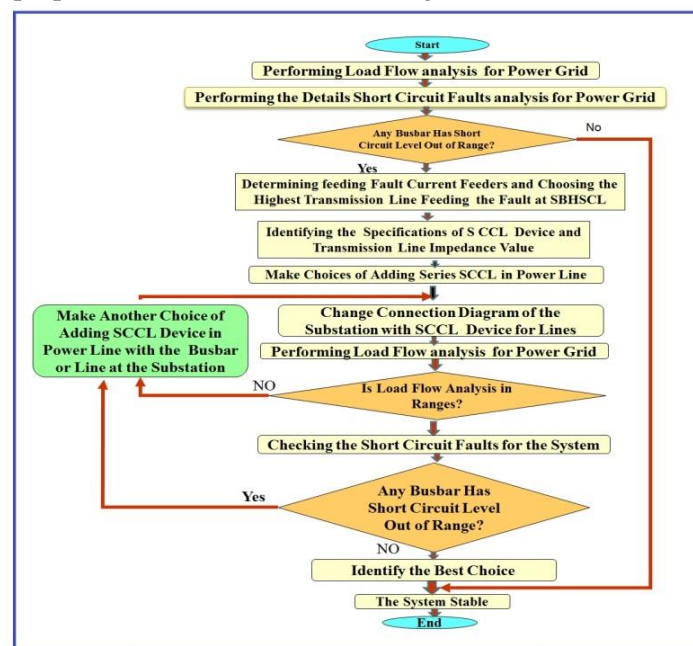 Start
Performing Load Flow analysis for Power Grid
Performing the Details Short Circuit Faults analysis for Power Grid
Any Busbar Has Short
Circuit Level Out of Range?
No
Yes
Determining feeding Fault Current Feeders and Choosing the
Highest Transmission Line Feeding the Fault at SBHSCL
Identifying the Specifications of S CCL Device and
Transmission Line Impedance Value
Make Choices of Adding Series SCCL in Power Line
Make Another Choice of
Adding SCCL Device in
Power Line with the Busbar
or Line at the Substation
Change Connection Diagram of the
Substation with SCCL Device for Lines
Performing Load Flow analysis for Power Grid
NO
Is Load Flow Analysis in
Ranges?
Checking the Short Circuit Faults for the System
Yes
Any Busbar Has
Short Circuit Level
Out of Range?
NO
Identify the Best Choice
The System Stable
End